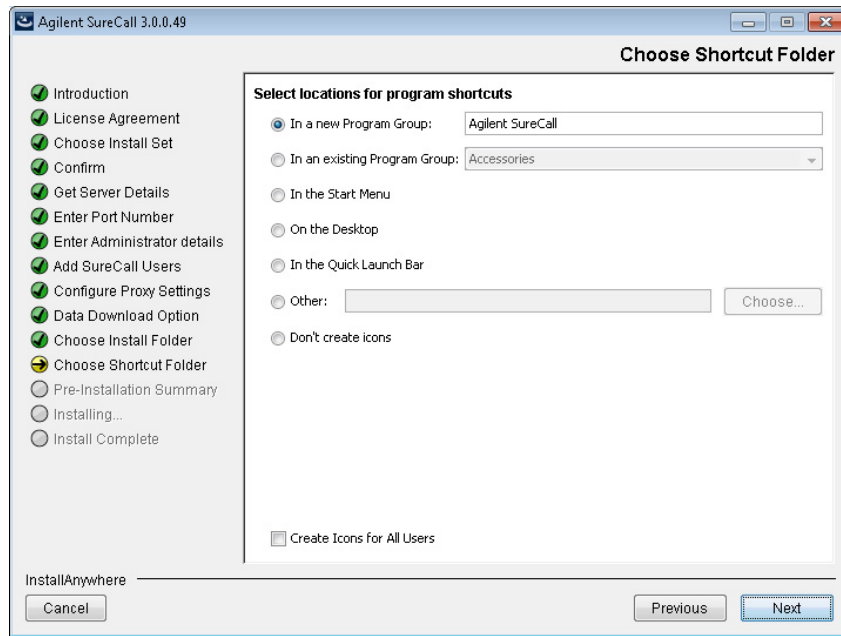 Agilent SureCall 3.0.0.49
Choose Shortcut Folder
Introduction
License Agreement
Choose Install Set
Confirm
Get Server Details
Enter Port Number
Enter Administrator details
Add SureCall Users
Configure Proxy Settings
Data Download Option
Choose Install Folder
Choose Shortcut Folder
Pre-Installation Summary
Installing...
Install Complete
Select locations for program shortcuts
In a new Program Group: Agilent SureCall
In an existing Program Group: Accessories
In the Start Menu
On the Desktop
In the Quick Launch Bar
Other: Choose...
Don't create icons
Create Icons for All Users
InstallAnywhere
Cancel Previous Next